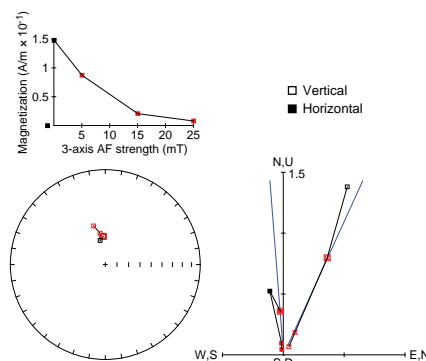 Magnetization (A/m × 10⁻¹)
1.5
1
0.5
5
10
15
20
25
3-axis AF strength (mT)
Vertical
Horizontal
N,U
1.5
W,S
E,N